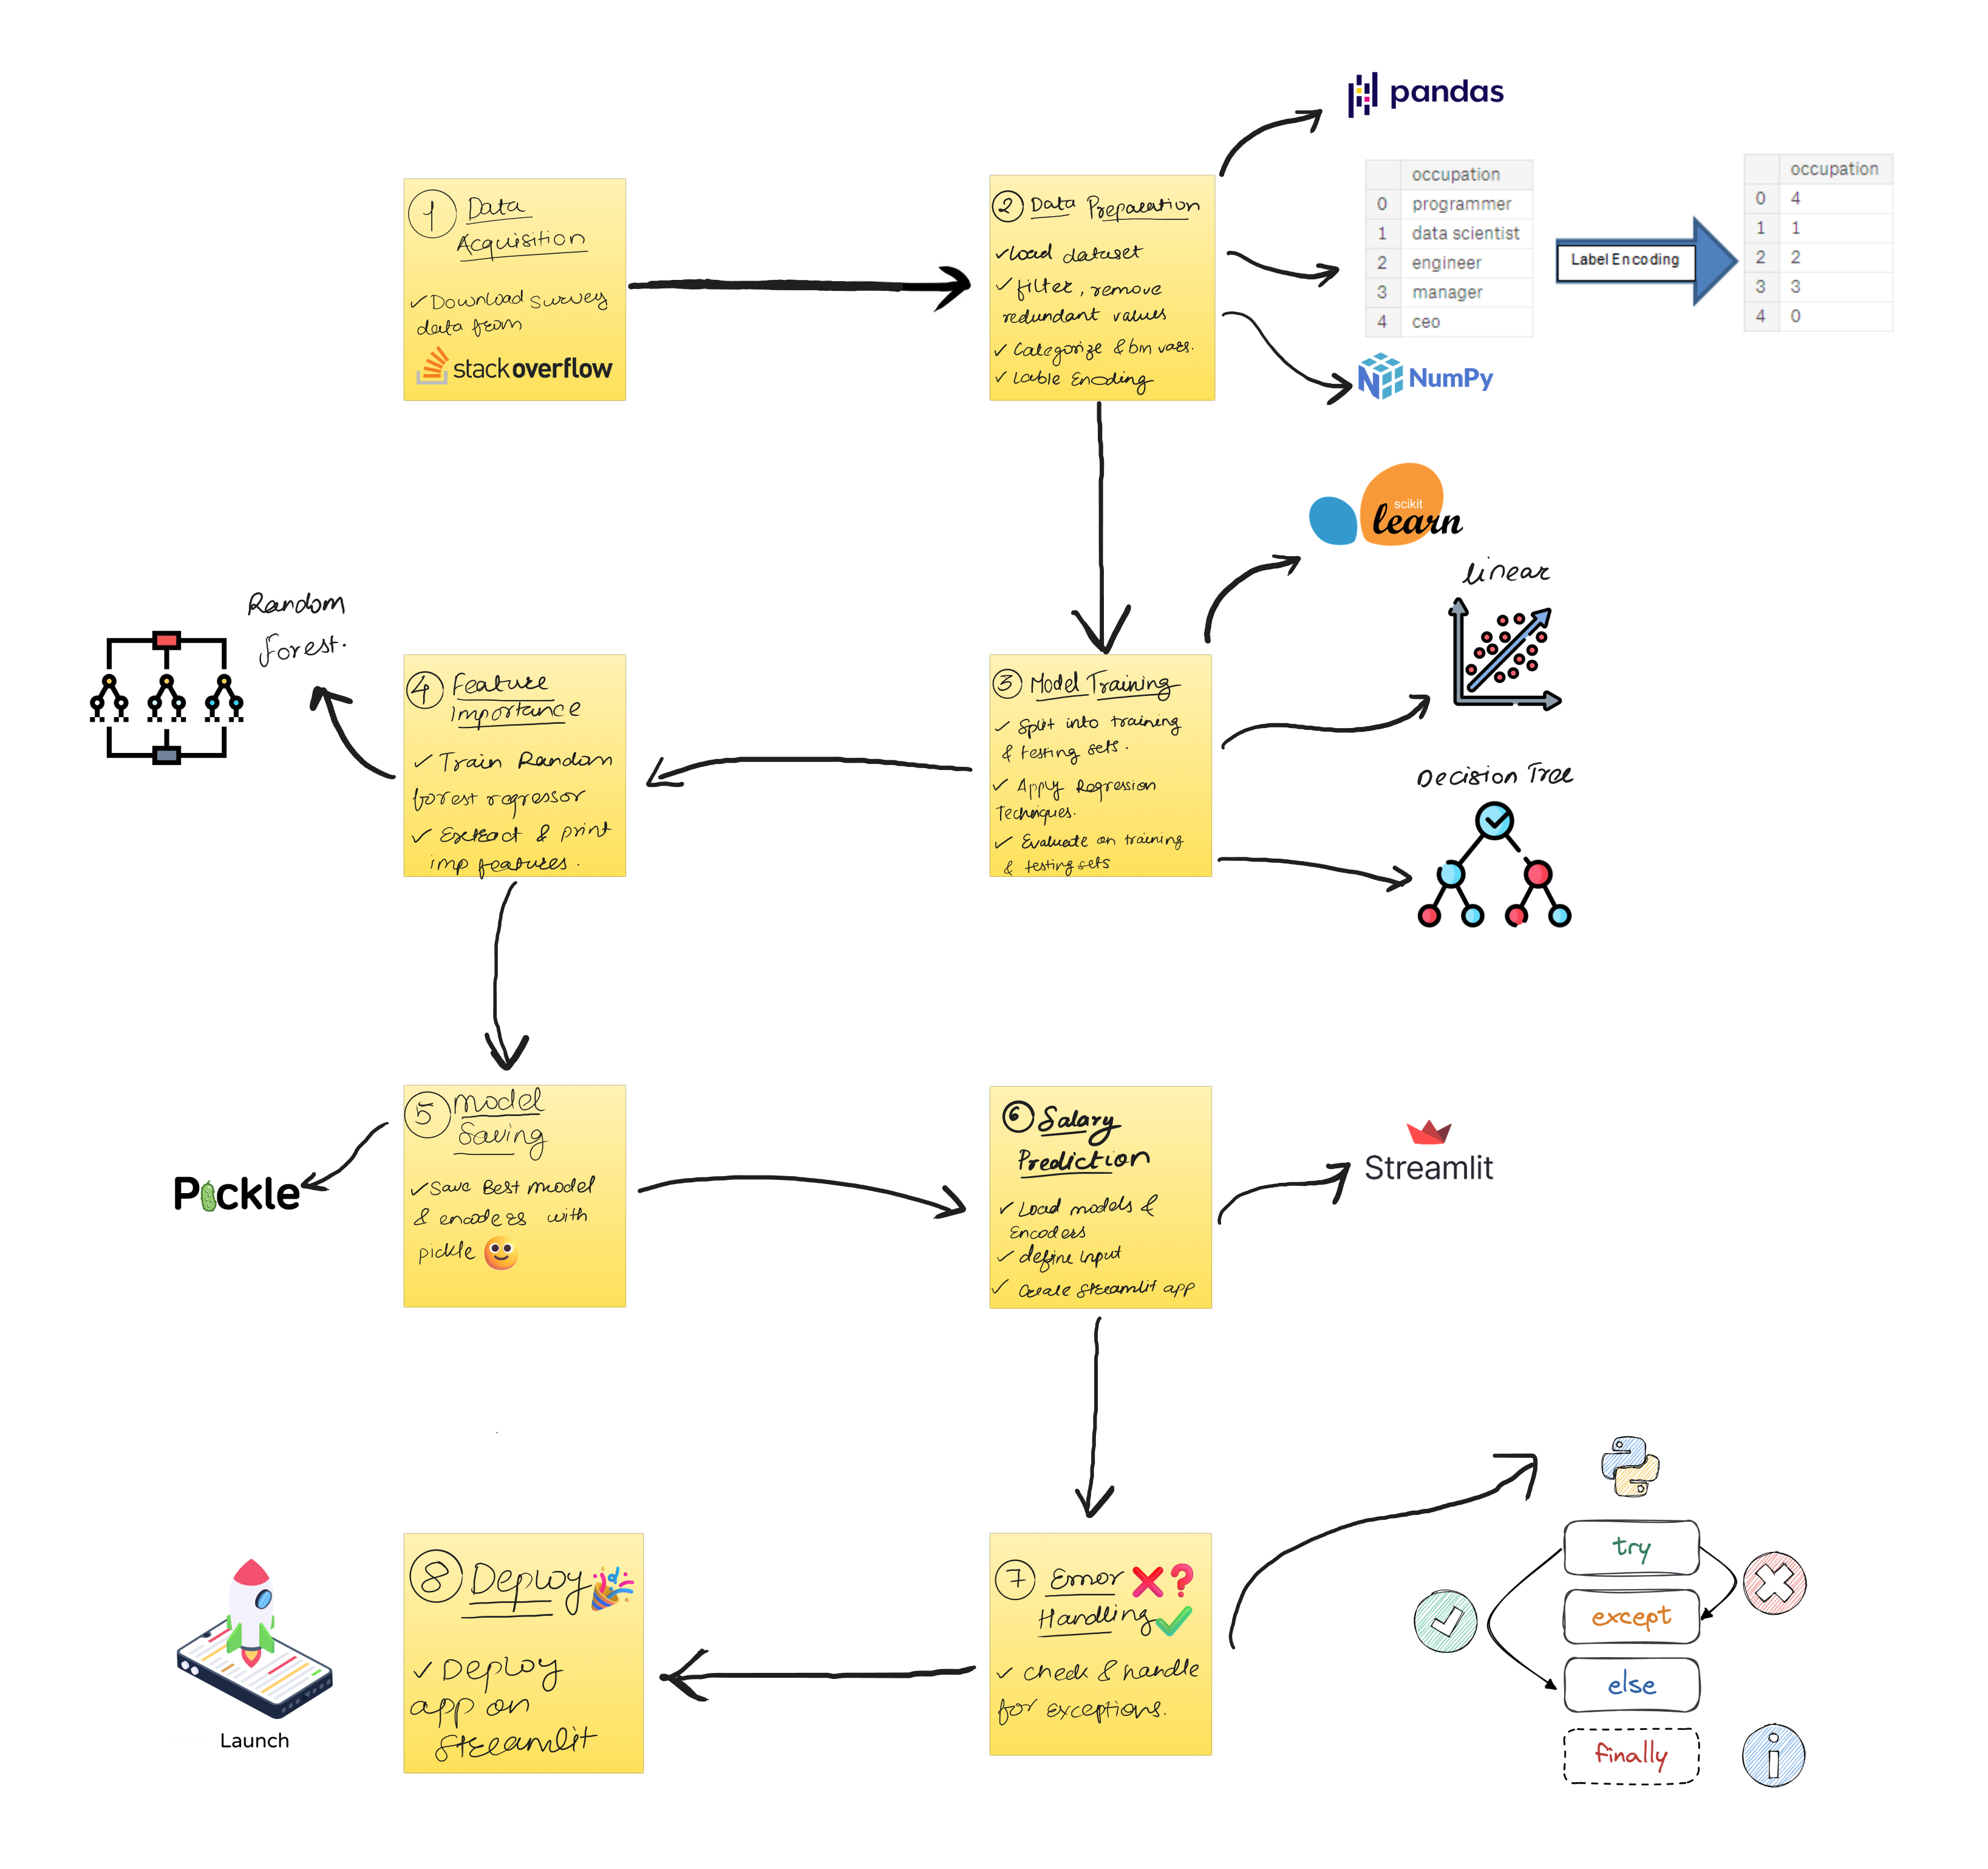 1 Data
Acquisition
✓ Download survey
data from
stackoverflow
2 Data Preparation
✓ load dataset
✓ filter, remove
redundant values
✓ Categorize & bin vars.
✓ Lable Enoding
pandas
occupation
0 programmer
1 data scientist
2 engineer
3 manager
4 ceo
Label Encoding
occupation
0 4
1 1
2 2
3 3
4 0
NumPy
scikit
learn
linear
Decision Tree
3 Model Training
✓ Split into training
& testing sets.
✓ Apply Regression
Techniques.
✓ Evaluate on training
& testing sets
Random
forest.
4 Feature
Importance
✓ Train Random
forest regressor
✓ Extract & print
imp features.
5 Model
Saving
✓ Save Best model
& encoders with
pickle
Pickle
6 Salary
Prediction
✓ Load models &
Encoders
✓ define input
✓ Create Streamlit app
Streamlit
7 Error
Handling
✓ check & handle
for exceptions.
try
except
else
finally
8 Deploy
✓ Deploy
app on
Streamlit
Launch